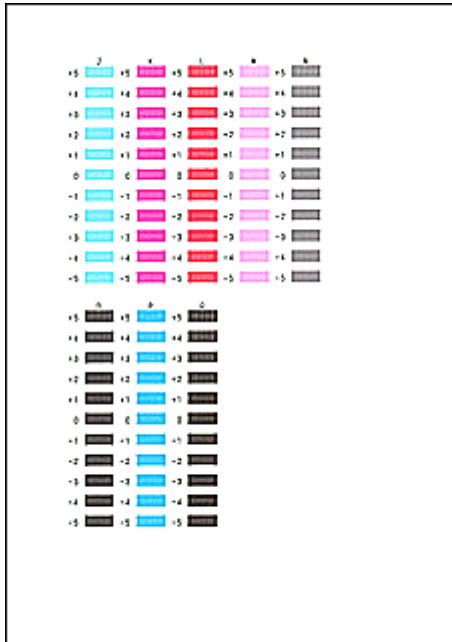 +5 +5 +5 +5 +5
+4 +4 +4 +4 +4
+3 +3 +3 +3 +3
+2 +2 +2 +2 +2
+1 +1 +1 +1 +1
0 0 0 0 0
-1 -1 -1 -1 -1
-2 -2 -2 -2 -2
-3 -3 -3 -3 -3
-4 -4 -4 -4 -4
-5 -5 -5 -5 -5
+5 +5 +5
+4 +4 +4
+3 +3 +3
+2 +2 +2
+1 +1 +1
0 0 0
-1 -1 -1
-2 -2 -2
-3 -3 -3
-4 -4 -4
-5 -5 -5